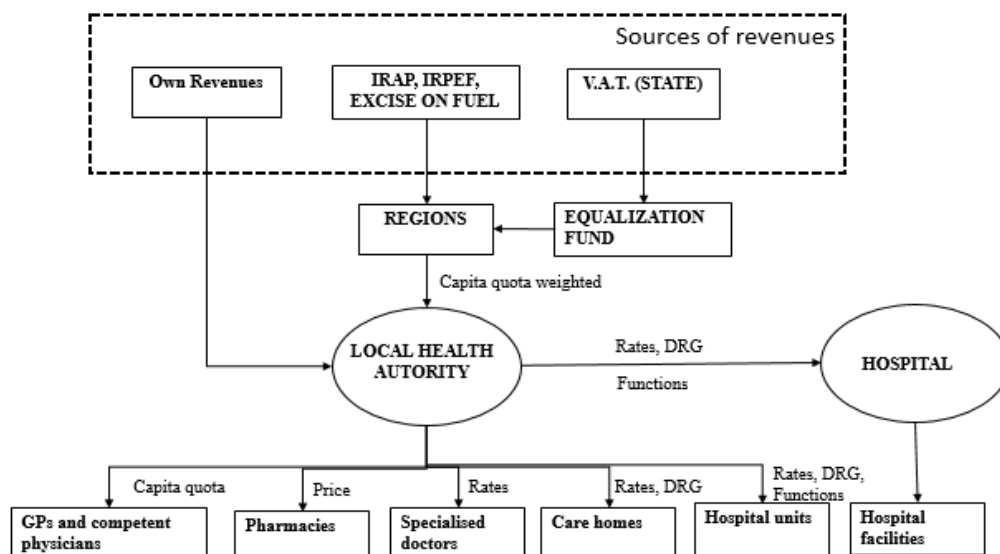 Sources of revenues
Own Revenues
IRAP, IRPEF,
EXCISE ON FUEL
V.A.T. (STATE)
REGIONS
EQUALIZATION
FUND
Capita quota weighted
LOCAL HEALTH
AUTORITY
Rates, DRG
Functions
HOSPITAL
Capita quota
Price
Rates
Rates, DRG
Rates, DRG,
Functions
GPs and competent
physicians
Pharmacies
Specialised
doctors
Care homes
Hospital units
Hospital
facilities